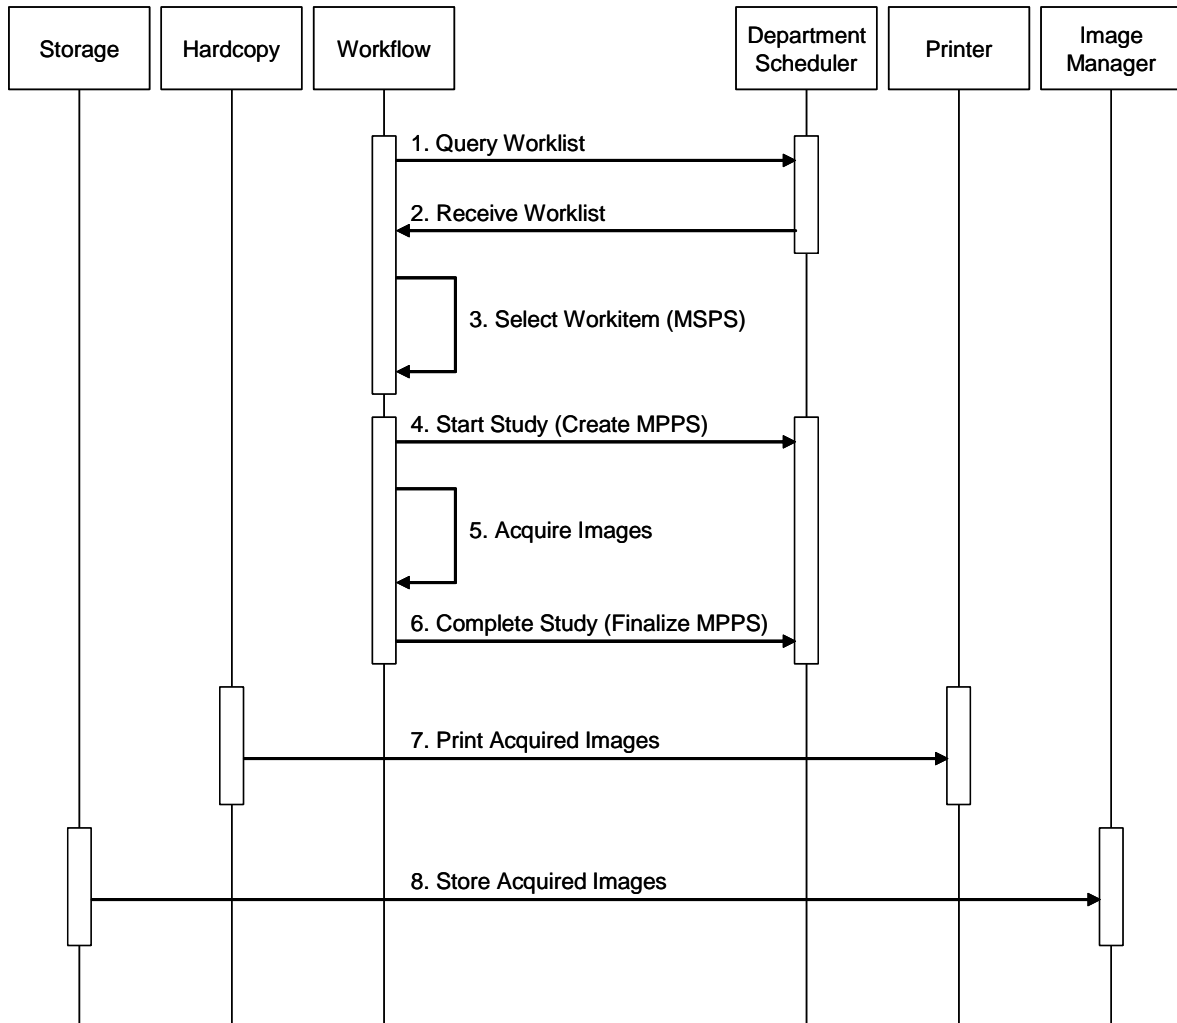 Storage
Hardcopy
Workflow
Department
Scheduler
Printer
Image
Manager
1. Query Worklist
2. Receive Worklist
3. Select Workitem (MSPS)
4. Start Study (Create MPPS)
5. Acquire Images
6. Complete Study (Finalize MPPS)
7. Print Acquired Images
8. Store Acquired Images